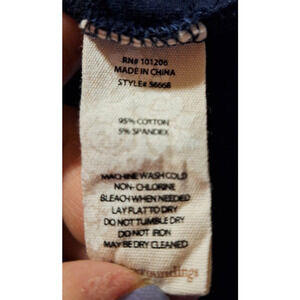 RN# 101206
MADE IN CHINA
STYLE# 56668
95% COTTON
5% SPANDEX
MACHINE WASH COLD
NON- CHLORINE
BLEACH WHEN NEEDED
LAY FLAT TO DRY
DO NOT TUMBLE DRY
DO NOT IRON
MAY BE DRY CLEANED